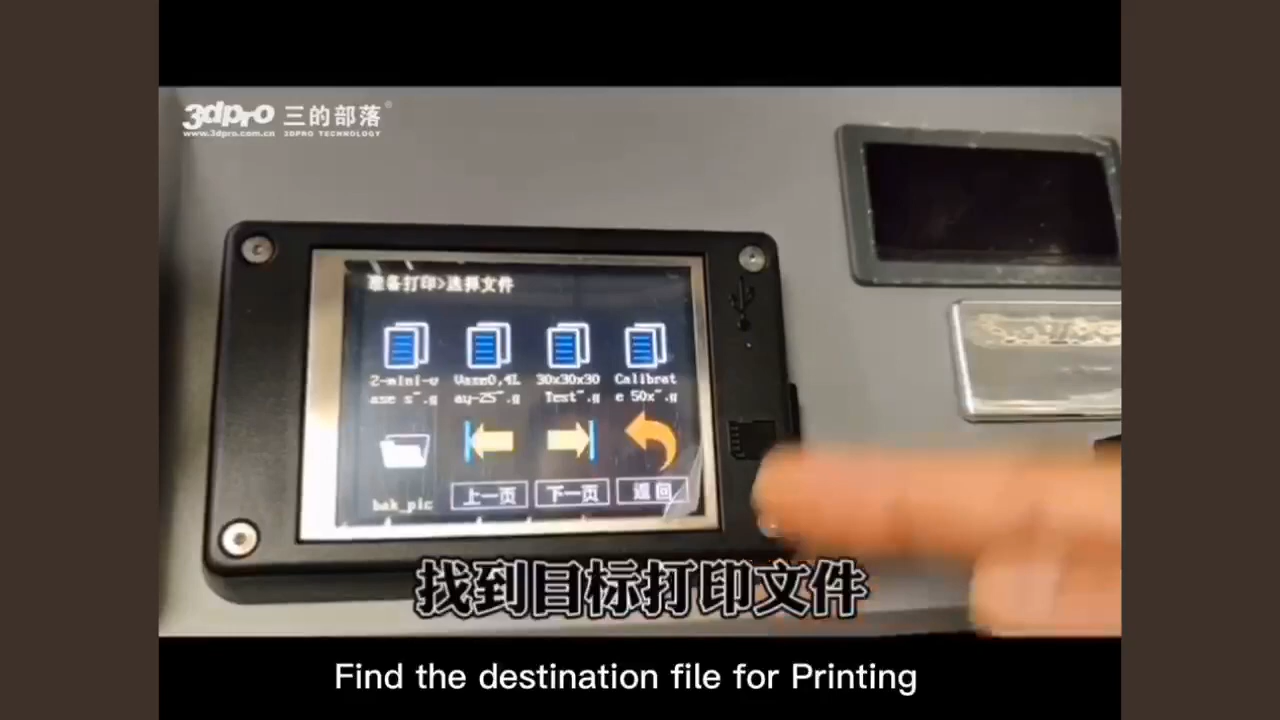 3dpro 三的部落®
www.3dpro.com.cn 3DPRO TECHNOLOGY
准备打印>选择文件
2-mini-v Vase0,4L 30x30x30 Calibrat
ase s~.g ay-25~.g Test~.g e 50x~.g
bak_pic 上一页 下一页 返回
找到目标打印文件
Find the destination file for Printing